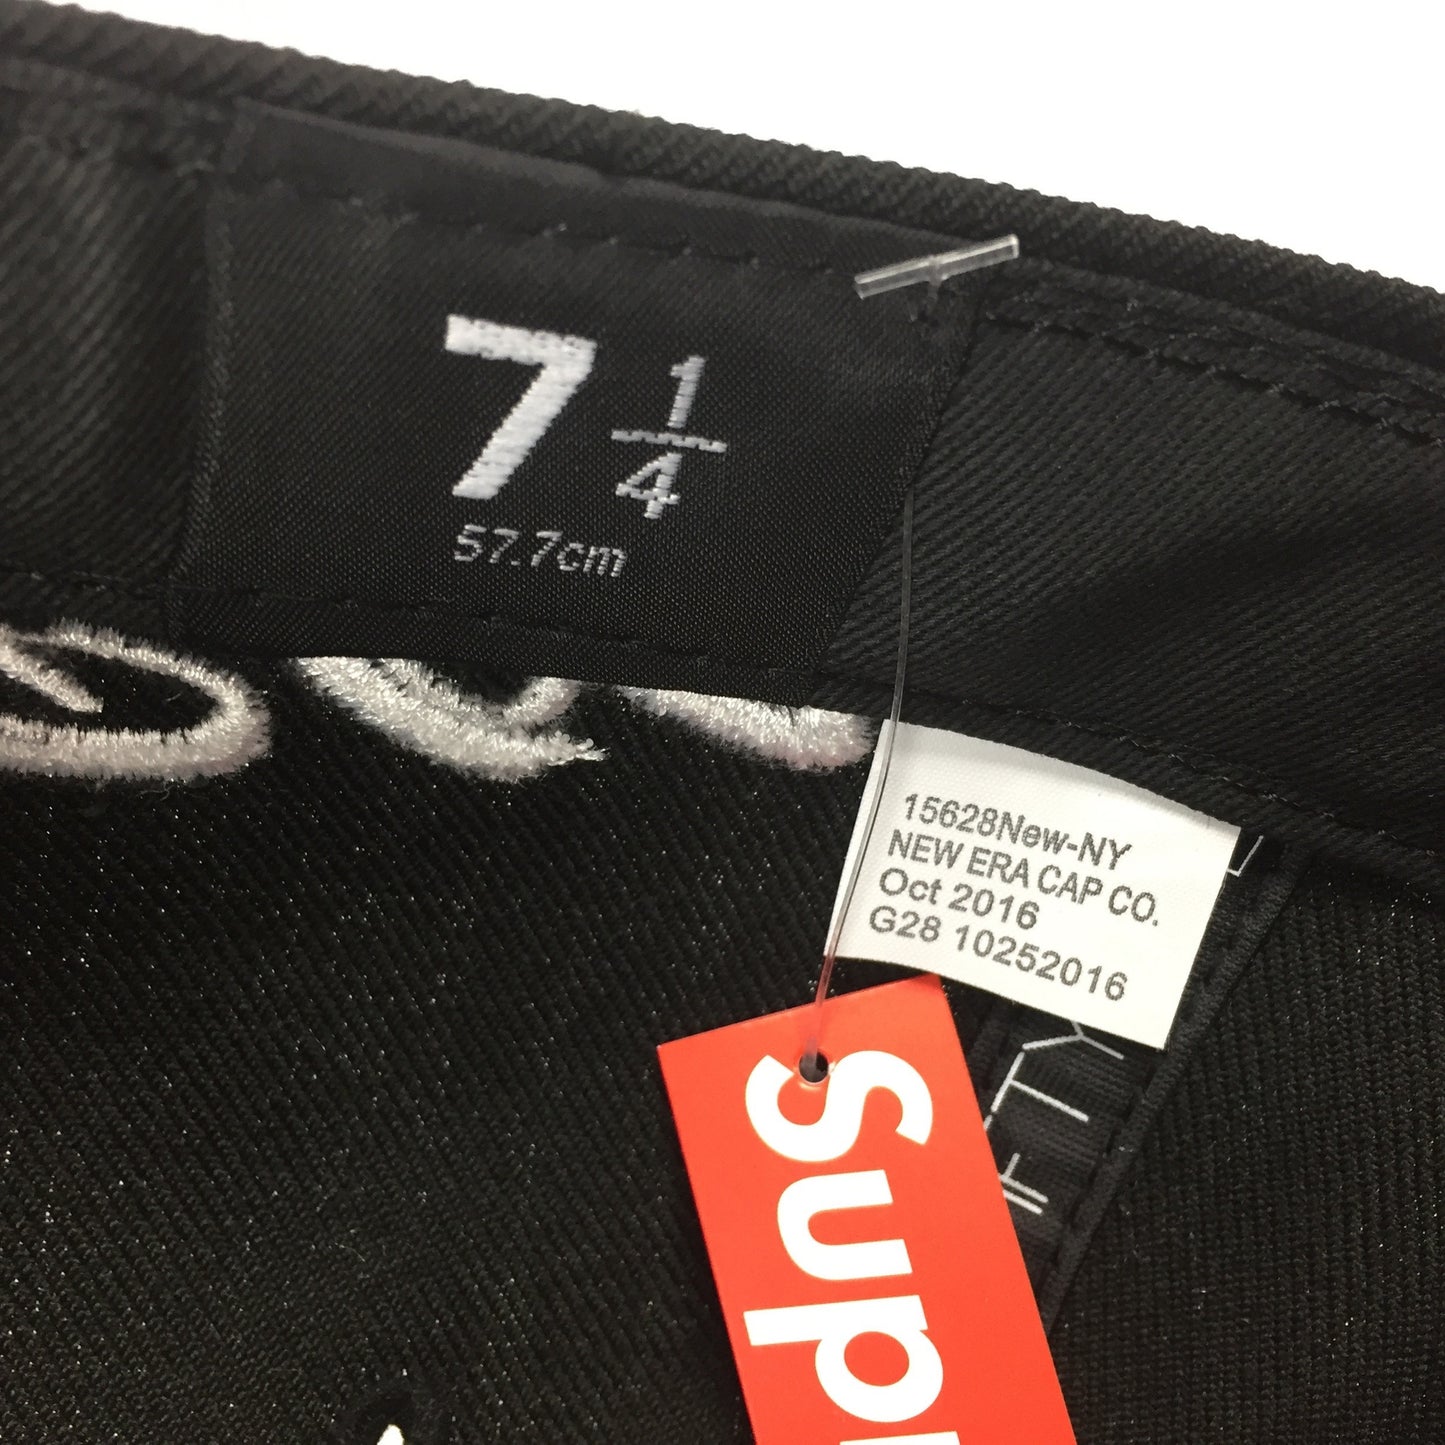 7 1/4
57.7cm
15628New-NY
NEW ERA CAP CO.
Oct 2016
G28 10252016
Sup